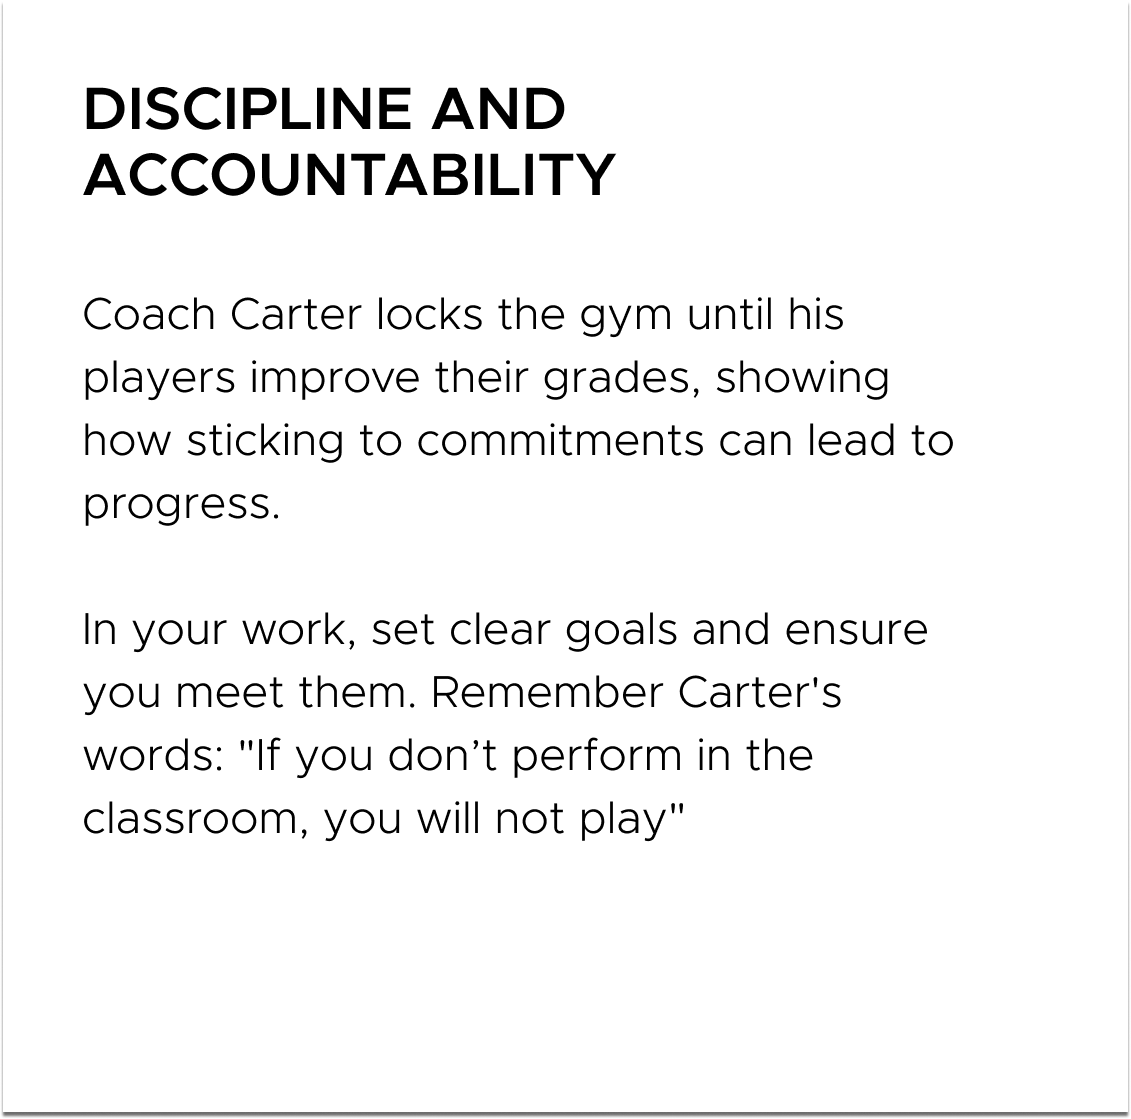 DISCIPLINE AND
ACCOUNTABILITY
Coach Carter locks the gym until his
players improve their grades, showing
how sticking to commitments can lead to
progress.
In your work, set clear goals and ensure
you meet them. Remember Carter's
words: "If you don’t perform in the
classroom, you will not play"